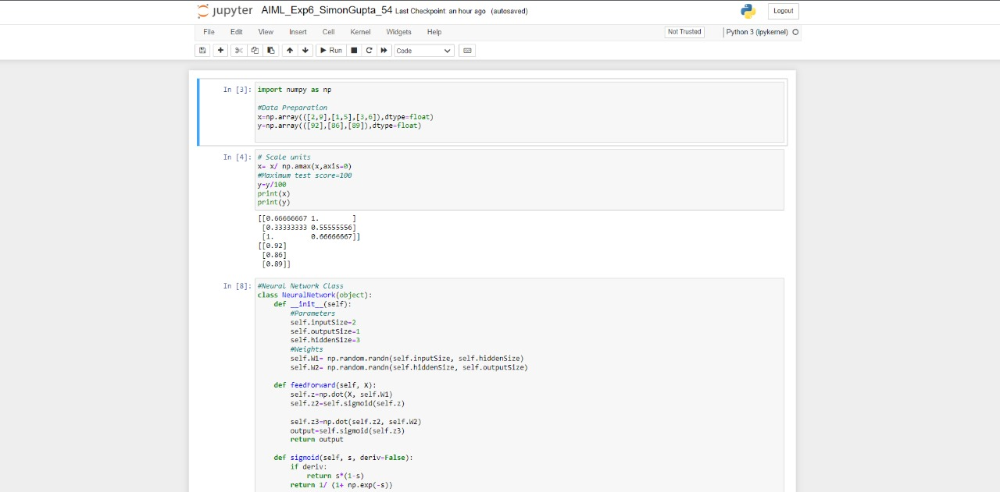 jupyter AIML_Exp6_SimonGupta_54 Last Checkpoint: an hour ago (autosaved) Logout
File Edit View Insert Cell Kernel Widgets Help Not Trusted Python 3 (ipykernel)
Run Code
In [3]: import numpy as np
#Data Preparation
x=np.array(([2,9],[1,5],[3,6]),dtype=float)
y=np.array(([92],[86],[89]),dtype=float)
In [4]: # Scale units
x= x/ np.amax(x,axis=0)
#Maximum test score=100
y=y/100
print(x)
print(y)
[[0.66666667 1. ]
[0.33333333 0.55555556]
[1. 0.66666667]]
[[0.92]
[0.86]
[0.89]]
In [8]: #Neural Network Class
class NeuralNetwork(object):
def __init__(self):
#Parameters
self.inputSize=2
self.outputSize=1
self.hiddenSize=3
#Weights
self.W1= np.random.randn(self.inputSize, self.hiddenSize)
self.W2= np.random.randn(self.hiddenSize, self.outputSize)
def feedForward(self, X):
self.z=np.dot(X, self.W1)
self.z2=self.sigmoid(self.z)
self.z3=np.dot(self.z2, self.W2)
output=self.sigmoid(self.z3)
return output
def sigmoid(self, s, deriv=False):
if deriv:
return s*(1-s)
return 1/ (1+ np.exp(-s))